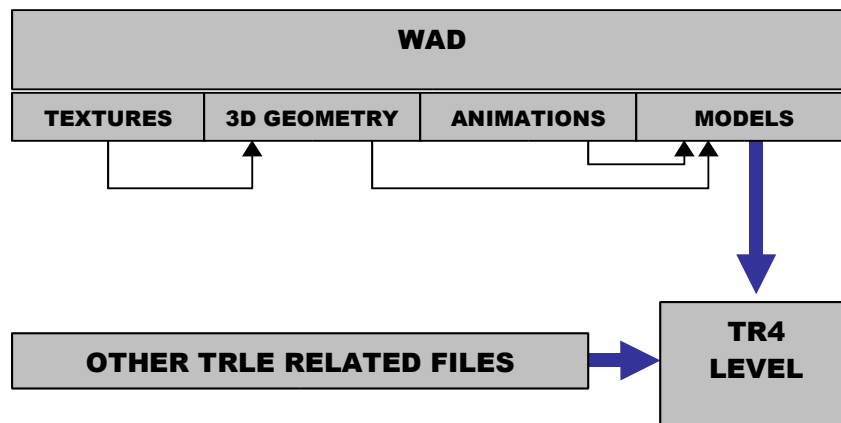 WAD
TEXTURES
3D GEOMETRY
ANIMATIONS
MODELS
TR4
LEVEL
OTHER TRLE RELATED FILES